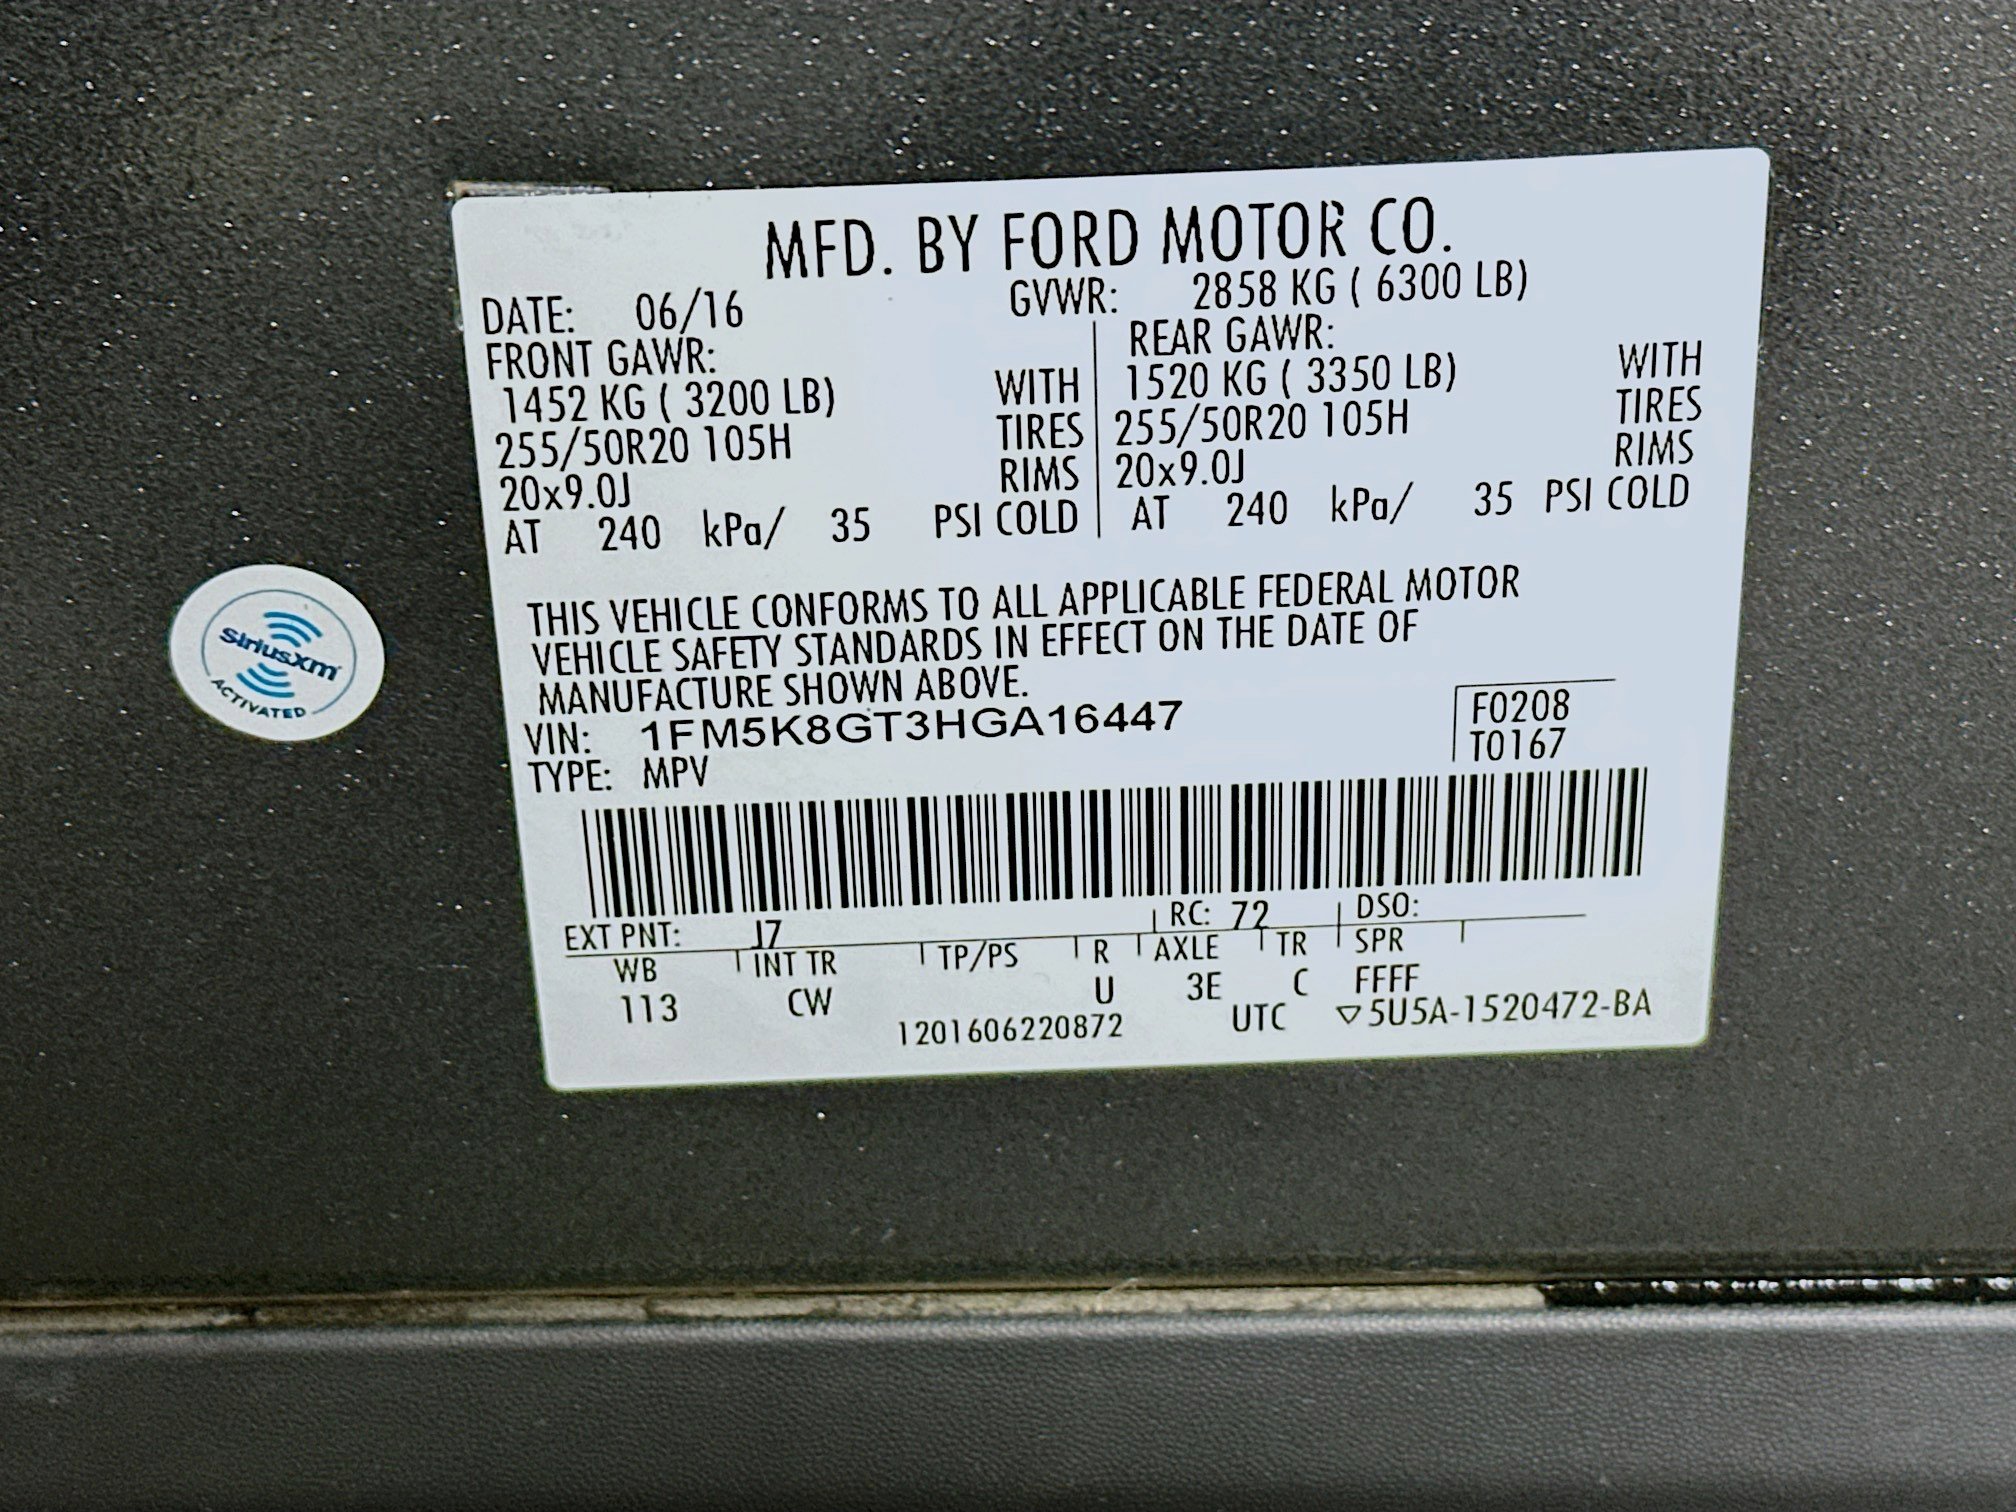 MFD. BY FORD MOTOR CO.
DATE: 06/16 GVWR: 2858 KG ( 6300 LB)
FRONT GAWR: REAR GAWR:
1452 KG ( 3200 LB) WITH 1520 KG ( 3350 LB) WITH
255/50R20 105H TIRES 255/50R20 105H TIRES
20x9.0J RIMS 20x9.0J RIMS
AT 240 kPa/ 35 PSI COLD AT 240 kPa/ 35 PSI COLD
THIS VEHICLE CONFORMS TO ALL APPLICABLE FEDERAL MOTOR
VEHICLE SAFETY STANDARDS IN EFFECT ON THE DATE OF
MANUFACTURE SHOWN ABOVE.
VIN: 1FM5K8GT3HGA16447 F0208
TYPE: MPV T0167
EXT PNT: J7 RC: 72 DSO:
WB INT TR TP/PS R AXLE TR SPR
113 CW U 3E C FFFF
1201606220872 UTC ▽5U5A-1520472-BA
siriusxm
ACTIVATED